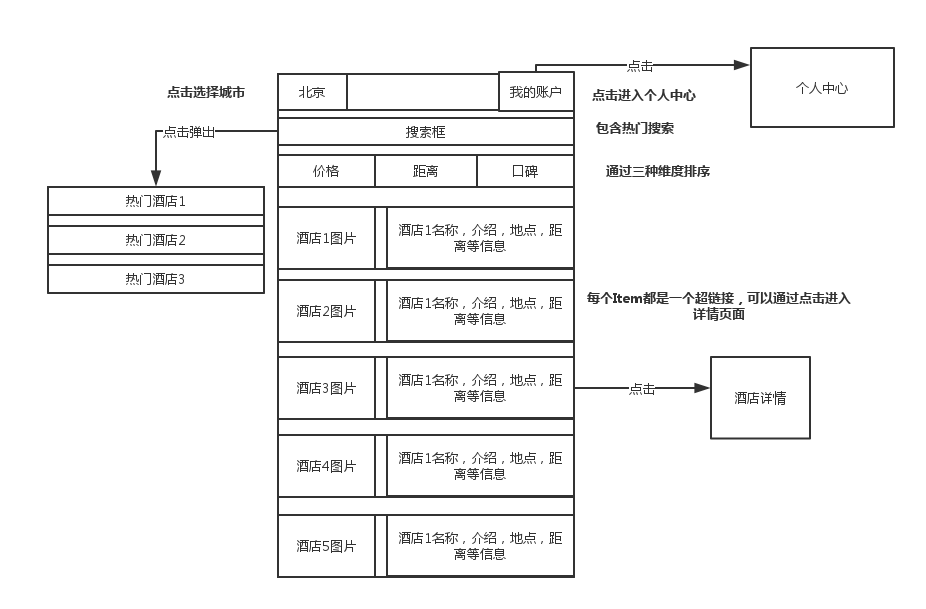 点击
个人中心
点击选择城市
北京
我的账户
点击进入个人中心
点击弹出
搜索框
包含热门搜索
价格
距离
口碑
通过三种维度排序
热门酒店1
热门酒店2
热门酒店3
酒店1图片
酒店1名称，介绍，地点，距
离等信息
酒店2图片
酒店1名称，介绍，地点，距
离等信息
每个Item都是一个超链接，可以通过点击进入
详情页面
酒店3图片
酒店1名称，介绍，地点，距
离等信息
点击
酒店详情
酒店4图片
酒店1名称，介绍，地点，距
离等信息
酒店5图片
酒店1名称，介绍，地点，距
离等信息